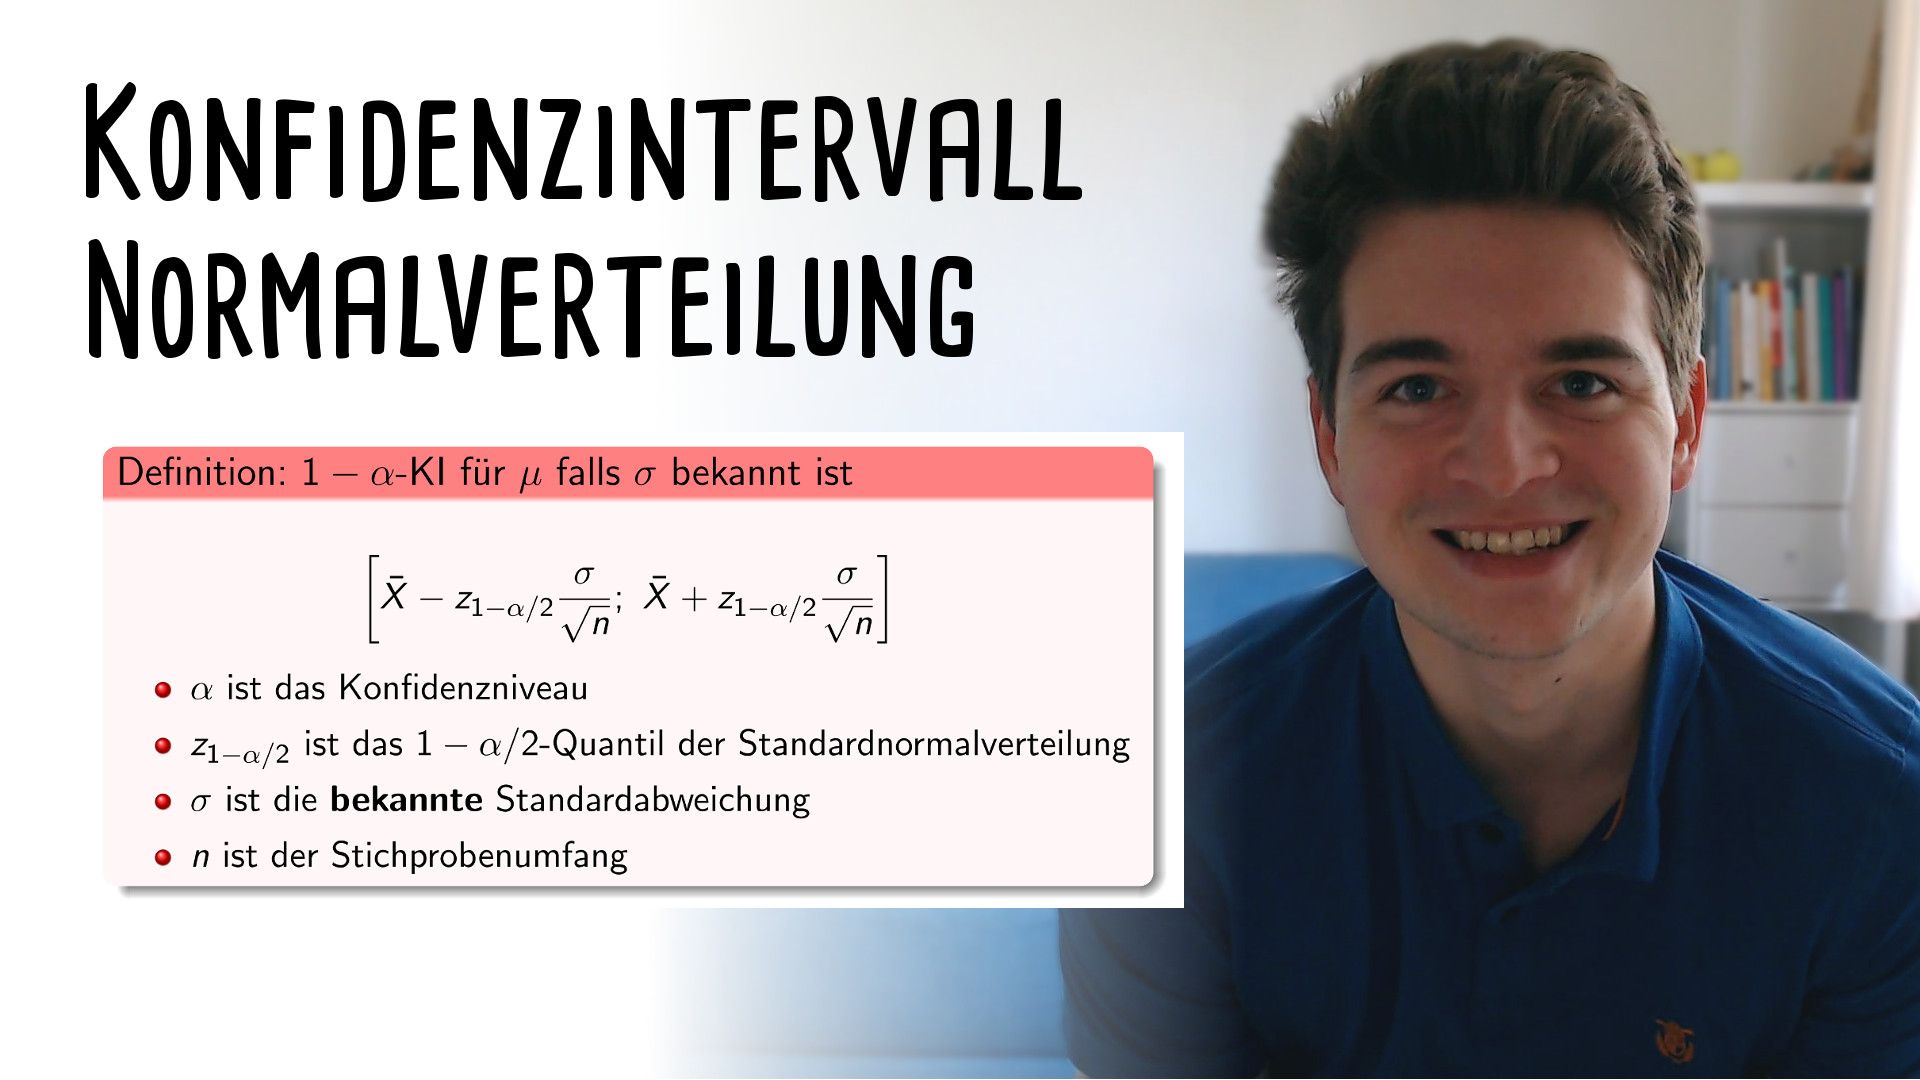 KONFIDENZINTERVALL
NORMALVERTEILUNG
Definition: 1 − α-KI für μ falls σ bekannt ist
[X̄ − z_{1−α/2} σ/√n; X̄ + z_{1−α/2} σ/√n]
α ist das Konfidenzniveau
z_{1−α/2} ist das 1 − α/2-Quantil der Standardnormalverteilung
σ ist die bekannte Standardabweichung
n ist der Stichprobenumfang